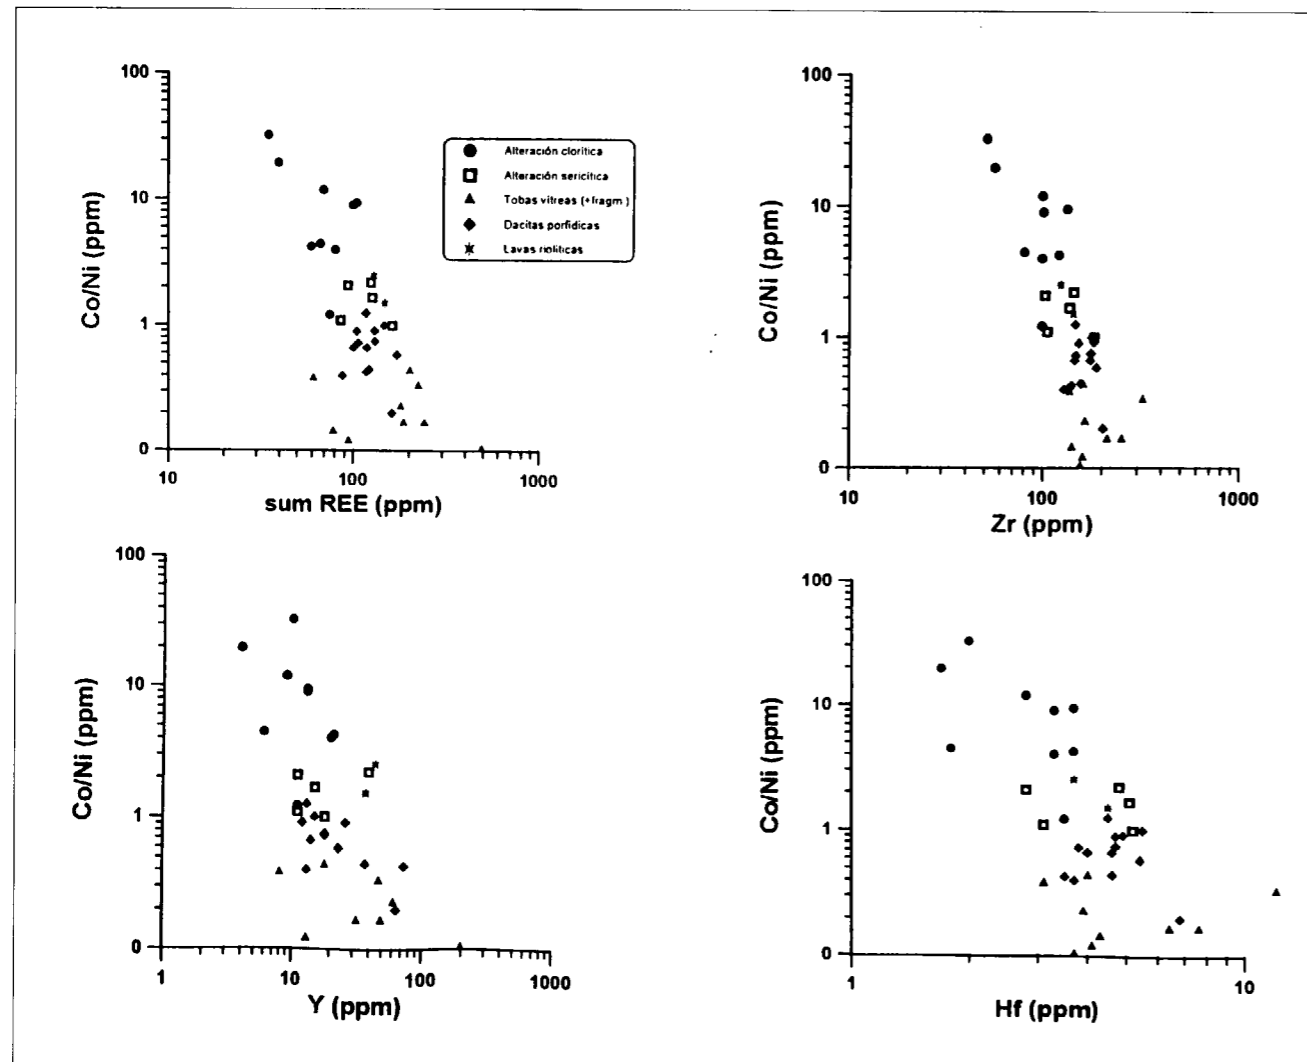 100
10
1
0
Co/Ni (ppm)
10
100
1000
sum REE (ppm)
Alteración clorítica
Alteración sericítica
Tobas vítreas (+fragm.)
Dacitas porfídicas
Lavas riolíticas
100
10
1
0
Co/Ni (ppm)
10
100
1000
Zr (ppm)
100
10
1
0
Co/Ni (ppm)
1
10
100
1000
Y (ppm)
100
10
1
0
Co/Ni (ppm)
1
10
Hf (ppm)